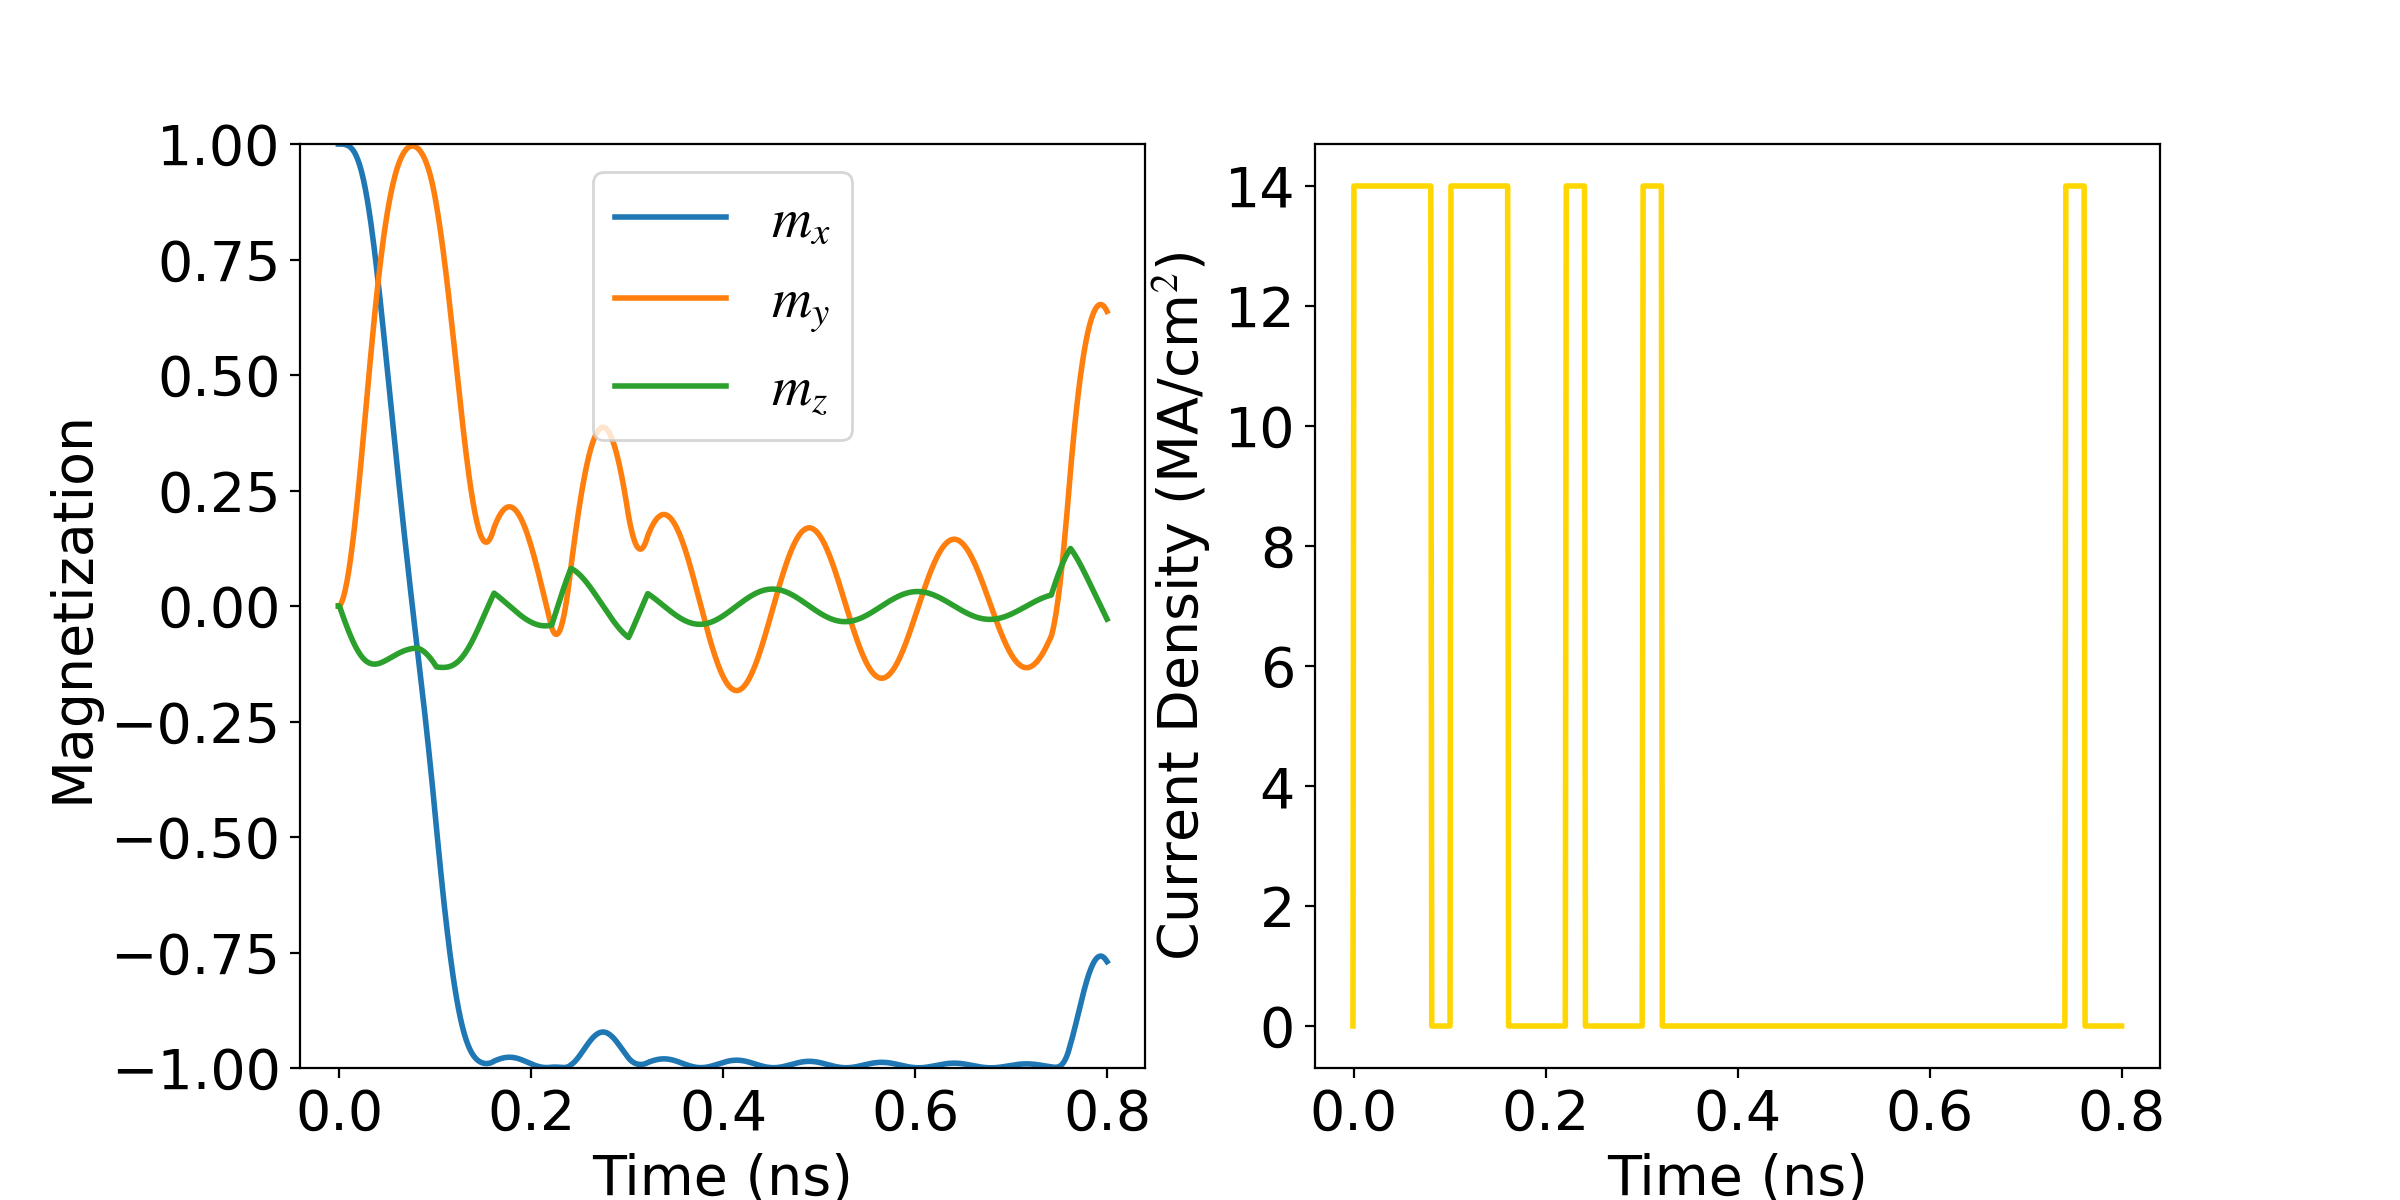 1.00
0.75
0.50
0.25
0.00
−0.25
−0.50
−0.75
−1.00
Magnetization
0.0 0.2 0.4 0.6 0.8
Time (ns)
m_x
m_y
m_z
14
12
10
8
6
4
2
0
Current Density (MA/cm²)
0.0 0.2 0.4 0.6 0.8
Time (ns)